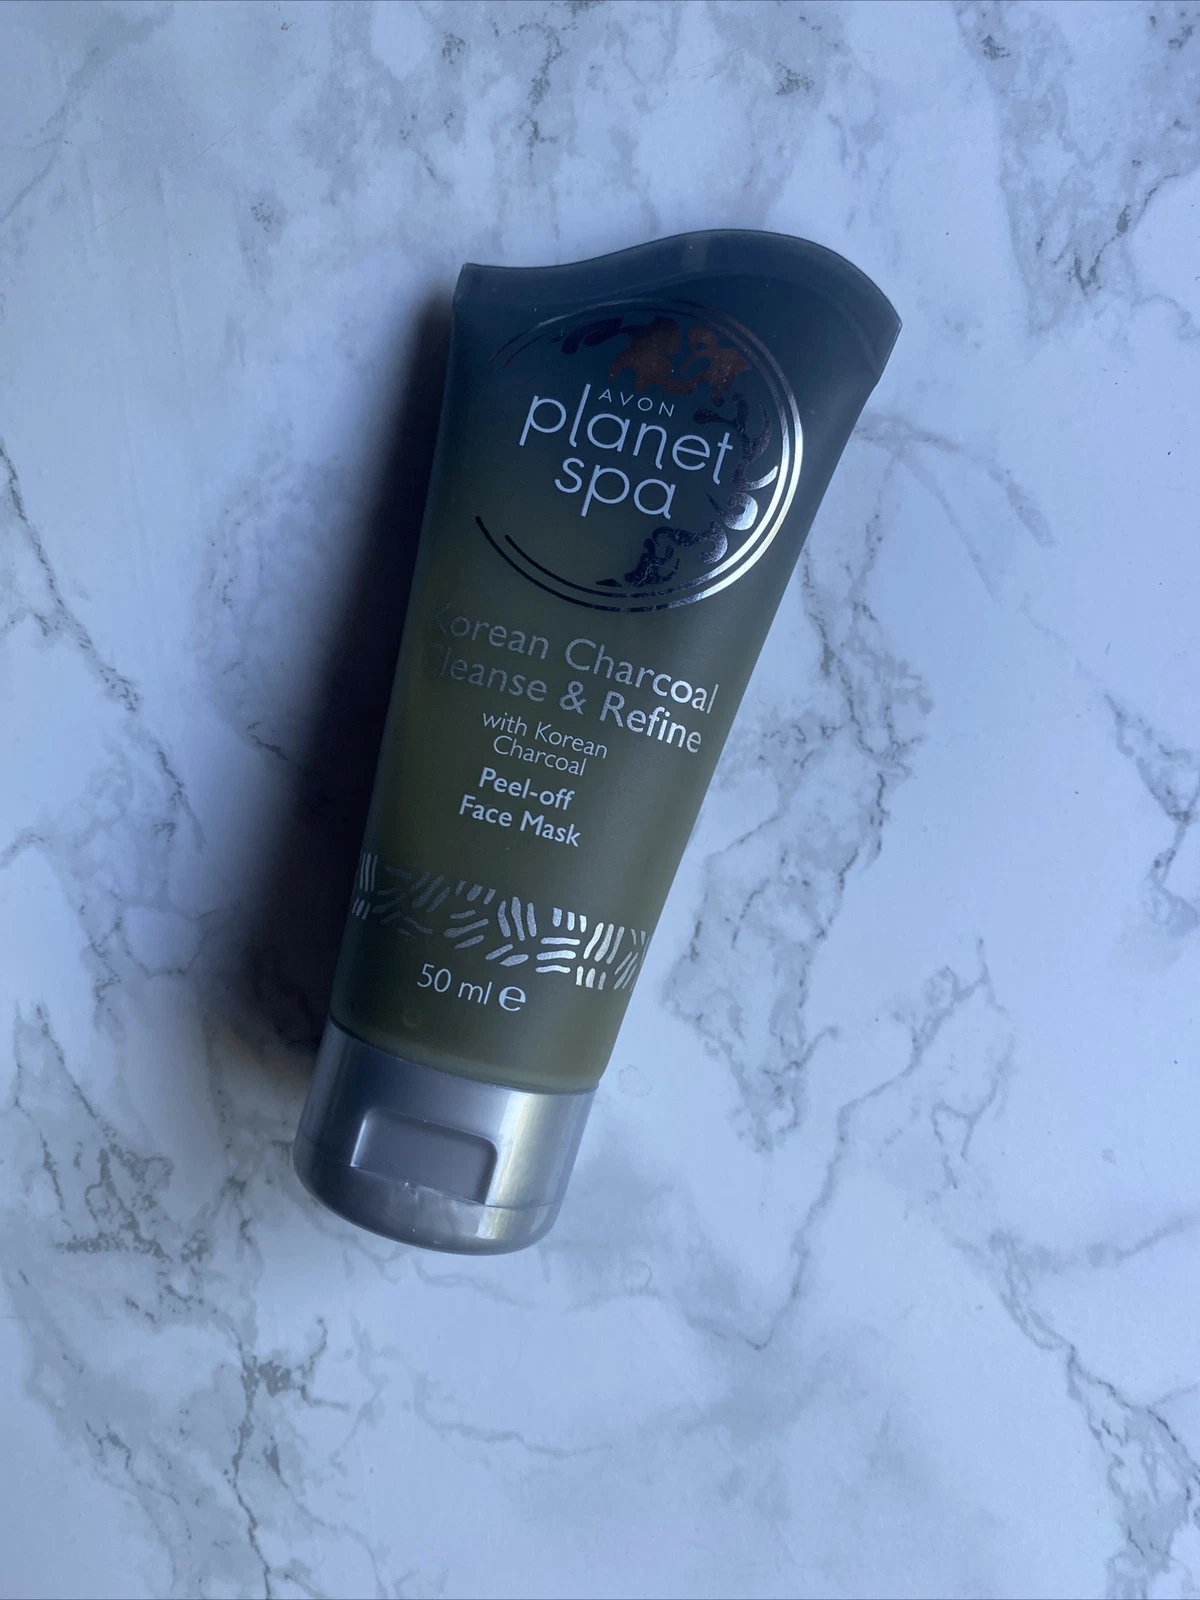 AVON
planet
spa
Korean Charcoal
Cleanse & Refine
with Korean
Charcoal
Peel-off
Face Mask
50 ml ℮